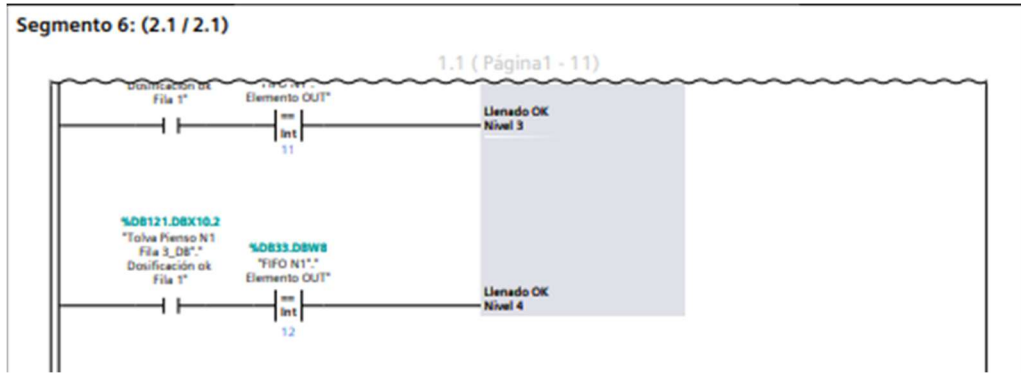 Segmento 6: (2.1 / 2.1)
1.1 ( Página1 - 11)
Dosificación ok
Fila 1"
"FIFO N1"."
Elemento OUT"
==
Int
11
Llenado OK
Nivel 3
%DB121.DBX10.2
"Tolva Pienso N1
Fila 3_DB"."
Dosificación ok
Fila 1"
%DB33.DBW8
"FIFO N1"."
Elemento OUT"
==
Int
12
Llenado OK
Nivel 4